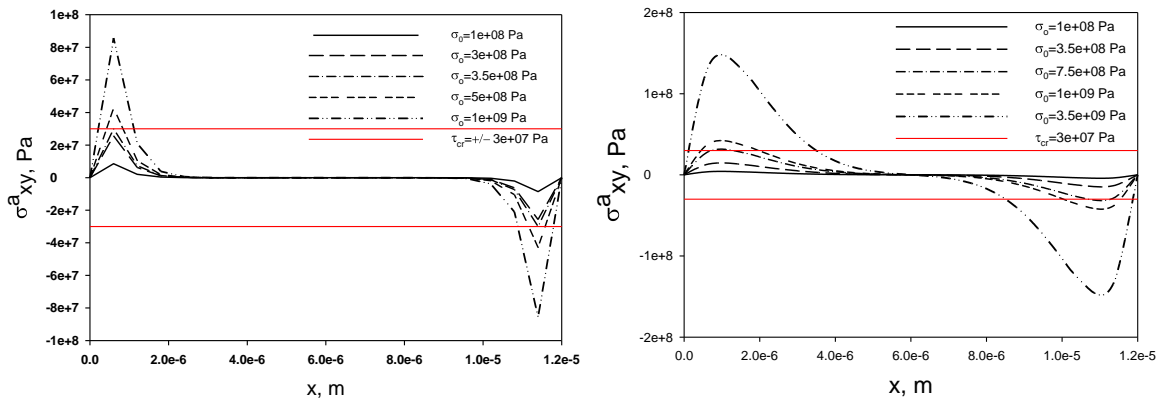 1e+8
8e+7
6e+7
4e+7
2e+7
0
-2e+7
-4e+7
-6e+7
-8e+7
-1e+8
σᵃxy, Pa
0.0 2.0e-6 4.0e-6 6.0e-6 8.0e-6 1.0e-5 1.2e-5
x, m
σ₀=1e+08 Pa
σₒ=3e+08 Pa
σₒ=3.5e+08 Pa
σₒ=5e+08 Pa
σₒ=1e+09 Pa
τcr=+/− 3e+07 Pa
2e+8
1e+8
0
-1e+8
-2e+8
σᵃxy, Pa
0.0 2.0e-6 4.0e-6 6.0e-6 8.0e-6 1.0e-5 1.2e-5
x, m
σₒ=1e+08 Pa
σ₀=3.5e+08 Pa
σ₀=7.5e+08 Pa
σ₀=1e+09 Pa
σ₀=3.5e+09 Pa
τcr=3e+07 Pa